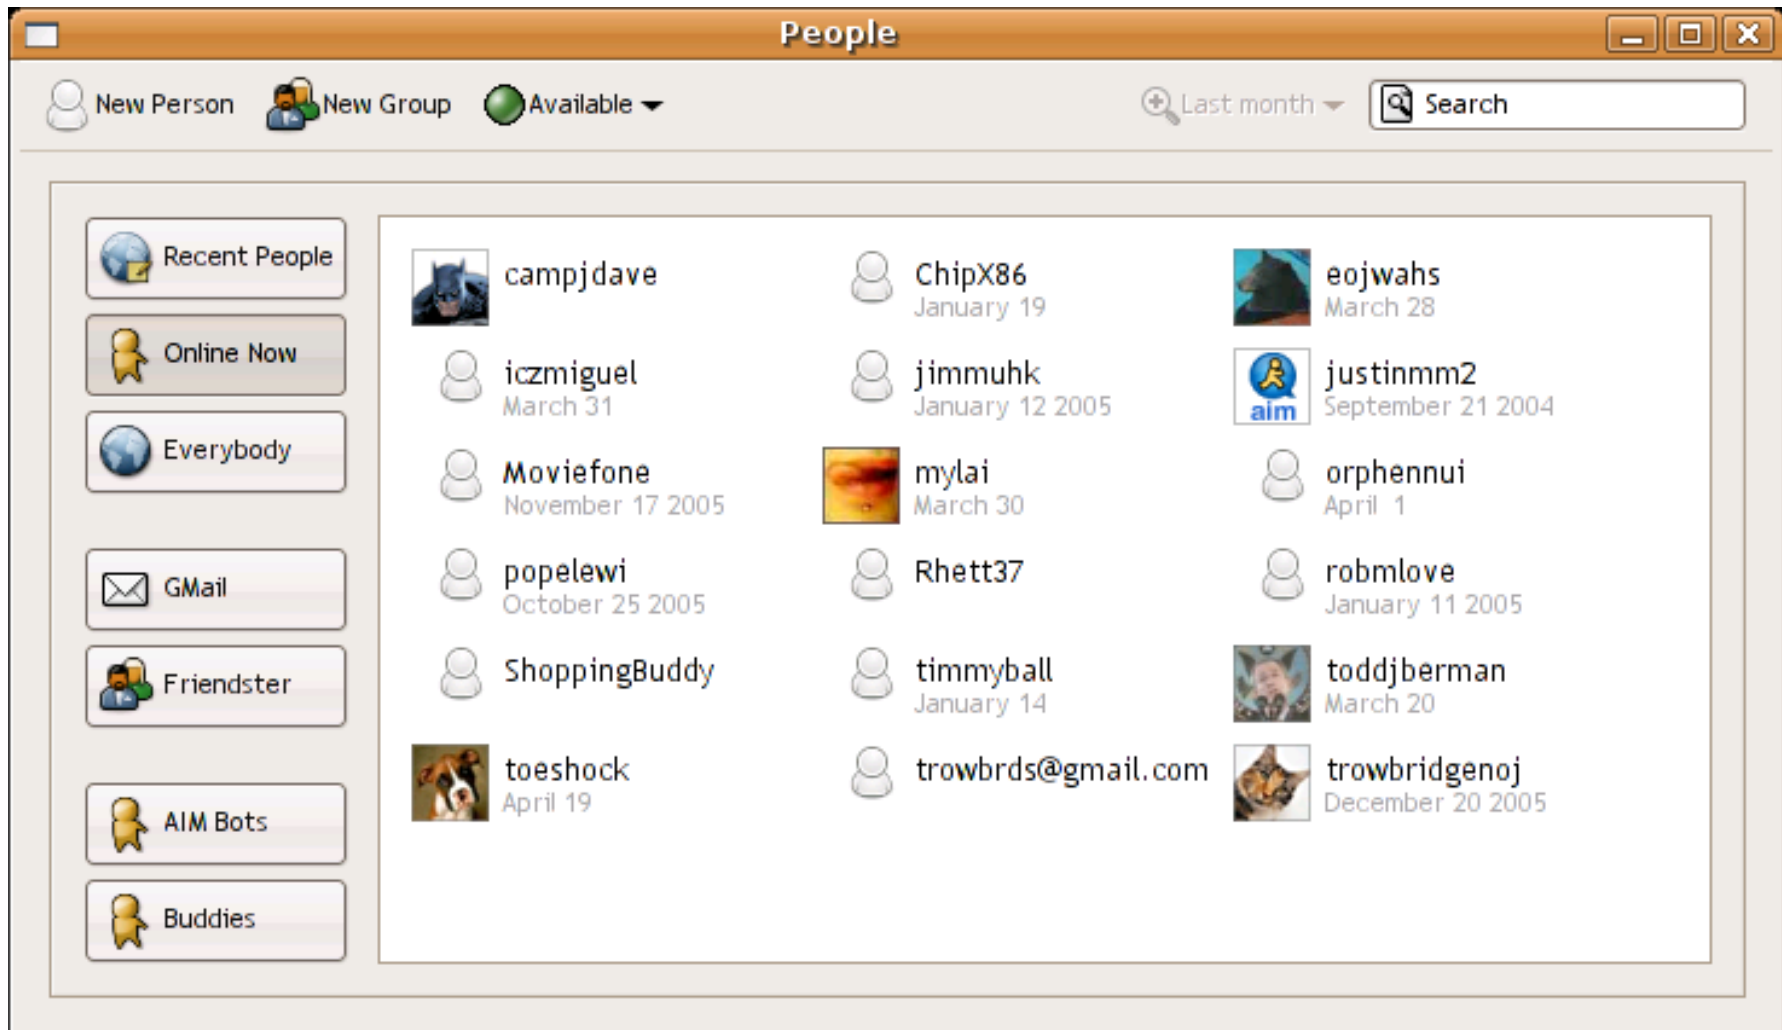 People
New Person New Group Available Last month Search
Recent People
Online Now
Everybody
GMail
Friendster
AIM Bots
Buddies
campjdave ChipX86 eojwahs
January 19 March 28
iczmiguel jimmuhk justinmm2
March 31 January 12 2005 aim September 21 2004
Moviefone mylai orphennui
November 17 2005 March 30 April 1
popelewi Rhett37 robmlove
October 25 2005 January 11 2005
ShoppingBuddy timmyball toddjberman
January 14 March 20
toeshock trowbrds@gmail.com trowbridgenoj
April 19 December 20 2005